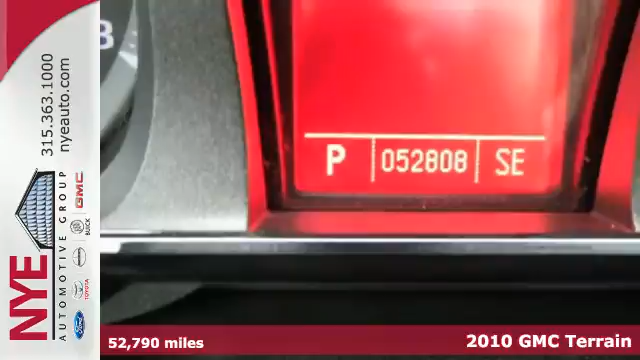 315.363.1000
nyeauto.com
NYE
AUTOMOTIVE GROUP
GMC
BUICK
TOYOTA
Ford
P 052808 SE
52,790 miles
2010 GMC Terrain